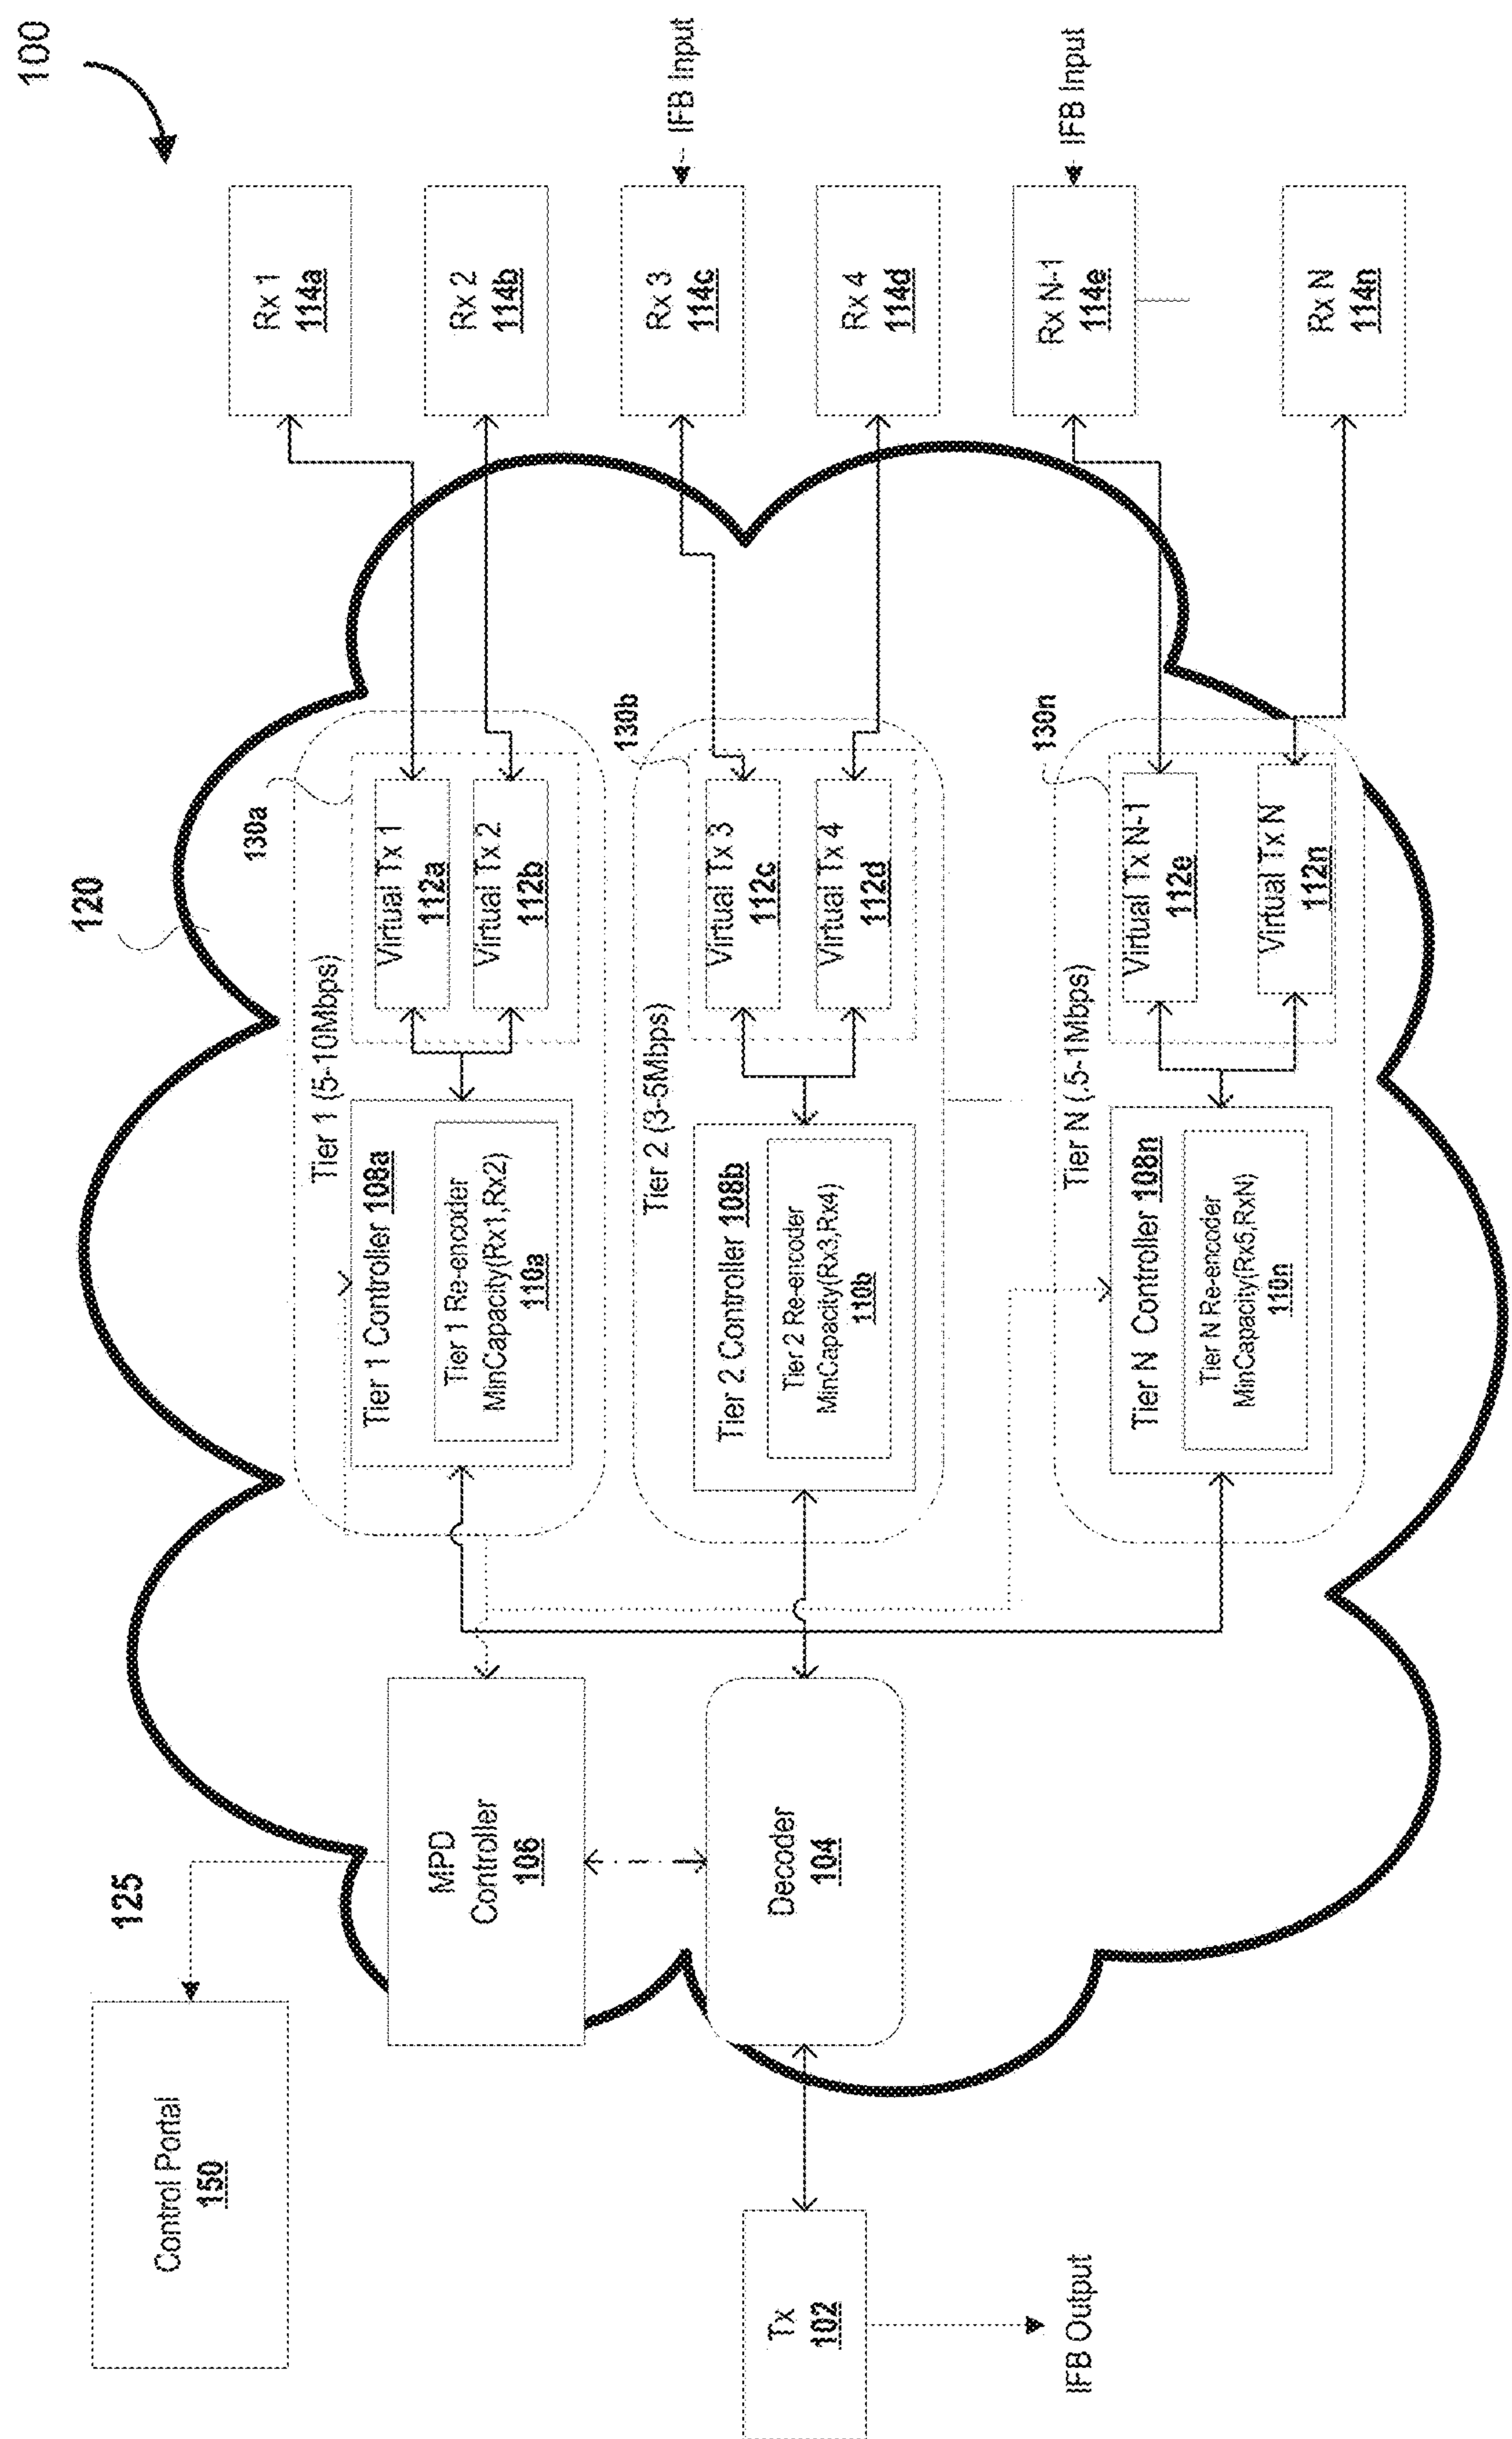 100
Control Portal
150
125
120
MPD
Controller
106
Decoder
104
Tx
102
IFB Output
Tier 1 (5-10Mbps)
130a
Tier 1 Controller 108a
Tier 1 Re-encoder
MinCapacity(Rx1,Rx2)
110a
Virtual Tx 1
112a
Virtual Tx 2
112b
Tier 2 (3-5Mbps)
130b
Tier 2 Controller 108b
Tier 2 Re-encoder
MinCapacity(Rx3,Rx4)
110b
Virtual Tx 3
112c
Virtual Tx 4
112d
Tier N (.5-1Mbps)
130n
Tier N Controller 108n
Tier N Re-encoder
MinCapacity(Rx5,RxN)
110n
Virtual Tx N-1
112e
Virtual Tx N
112n
Rx 1
114a
Rx 2
114b
Rx 3
114c
IFB Input
Rx 4
114d
Rx N-1
114e
IFB Input
Rx N
114n